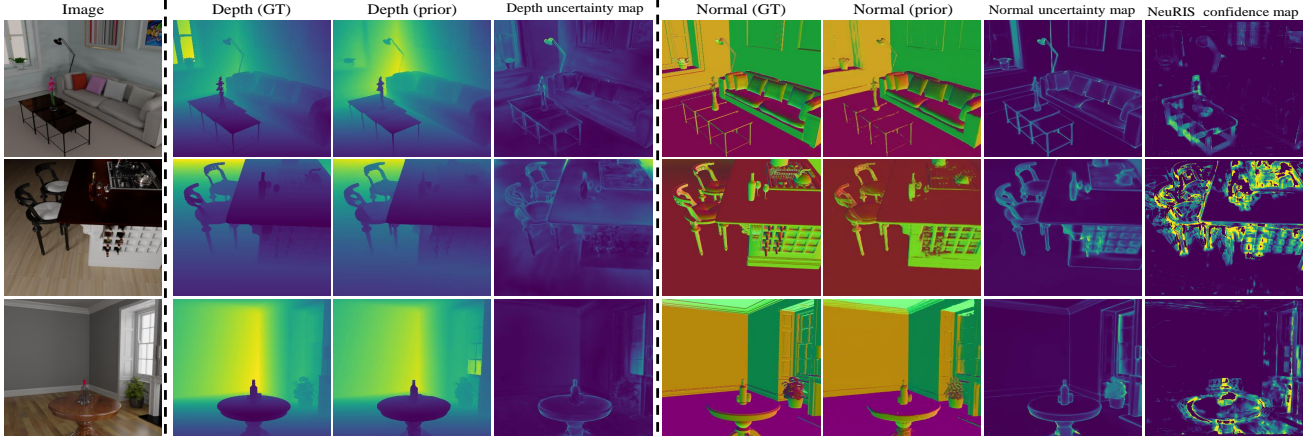 Image
Depth (GT)
Depth (prior)
Depth uncertainty map
Normal (GT)
Normal (prior)
Normal uncertainty map
NeuRIS confidence map